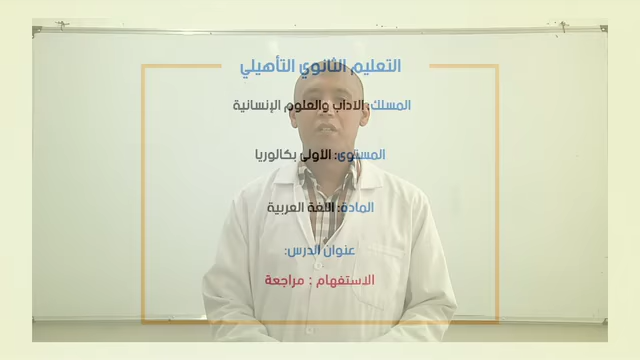 التعليم الثانوي التأهيلي
المسلك: الآداب والعلوم الإنسانية
المستوى: الأولى بكالوريا
المادة: اللغة العربية
عنوان الدرس:
الاستفهام : مراجعة